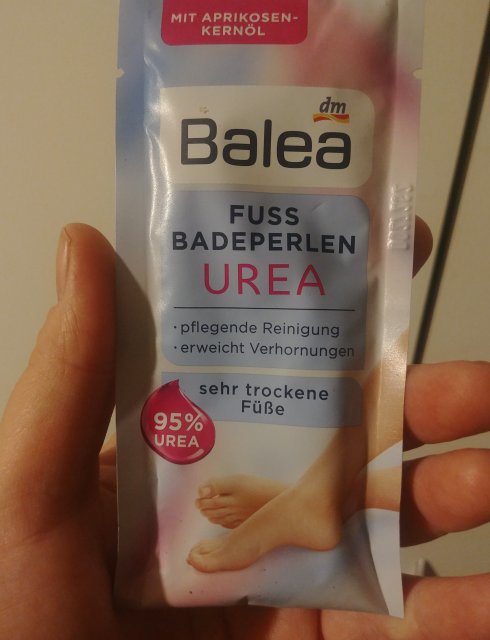 MIT APRIKOSEN-
KERNÖL
dm
Balea
FUSS
BADEPERLEN
UREA
· pflegende Reinigung
· erweicht Verhornungen
sehr trockene
Füße
95%
UREA